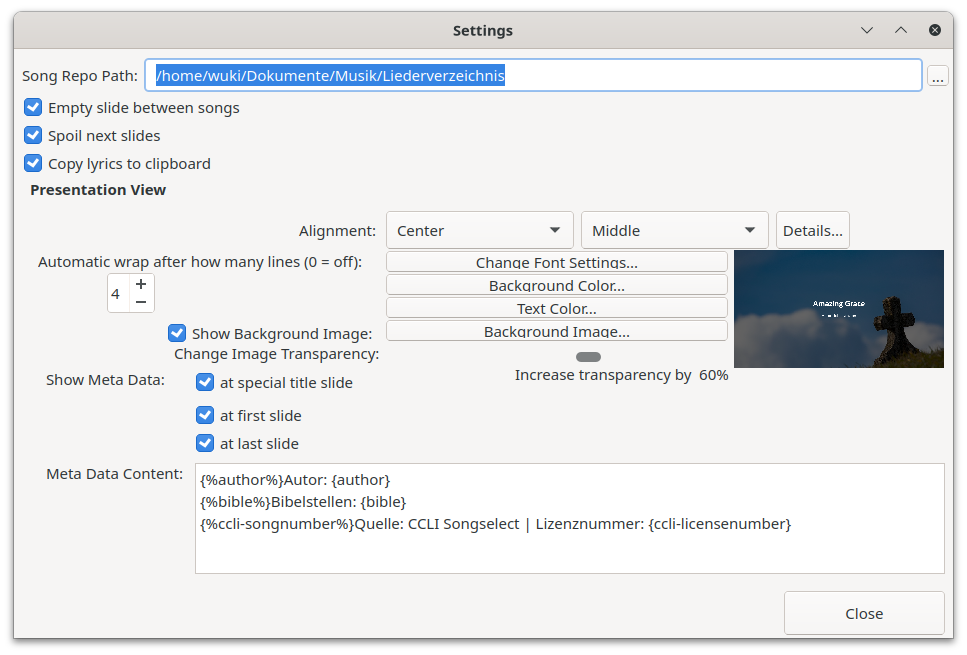 Settings
Song Repo Path: /home/wuki/Dokumente/Musik/Liederverzeichnis ...
Empty slide between songs
Spoil next slides
Copy lyrics to clipboard
Presentation View
Alignment: Center Middle Details...
Automatic wrap after how many lines (0 = off): Change Font Settings...
4 + −
Background Color...
Text Color...
Amazing Grace
Show Background Image: Background Image...
Change Image Transparency:
Increase transparency by 60%
Show Meta Data: at special title slide
at first slide
at last slide
Meta Data Content: {%author%}Autor: {author}
{%bible%}Bibelstellen: {bible}
{%ccli-songnumber%}Quelle: CCLI Songselect | Lizenznummer: {ccli-licensenumber}
Close